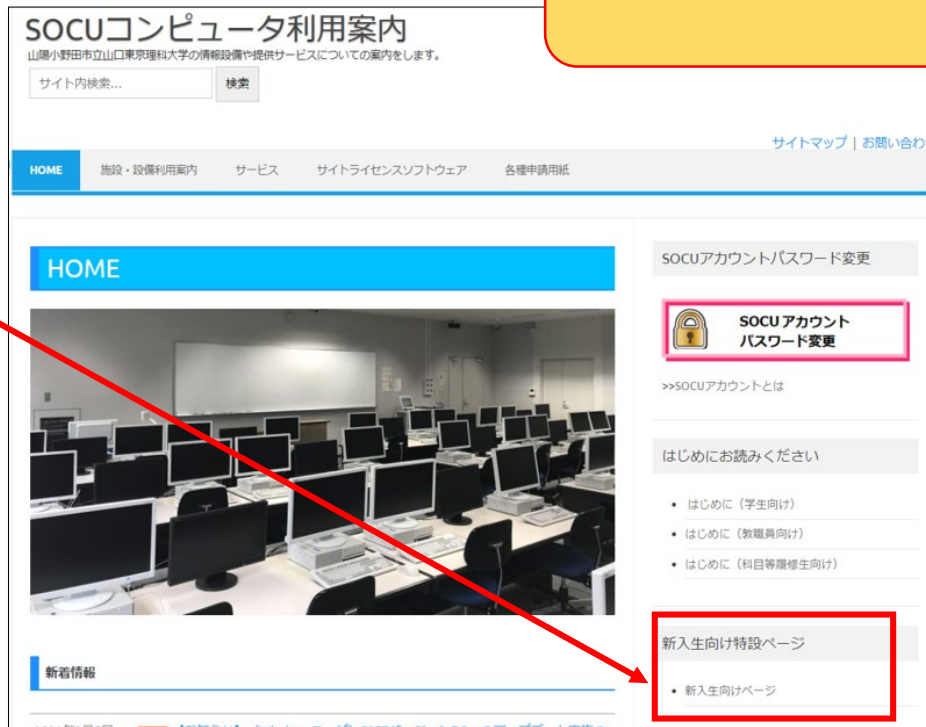 SOCUコンピュータ利用案内
山陽小野田市立山口東京理科大学の情報設備や提供サービスについての案内をします。
サイト内検索...
検索
サイトマップ | お問い合わ
HOME
施設・設備利用案内
サービス
サイトライセンスソフトウェア
各種申請用紙
HOME
新着情報
SOCUアカウントパスワード変更
SOCU アカウント
パスワード変更
>>SOCUアカウントとは
はじめにお読みください
• はじめに（学生向け）
• はじめに（教職員向け）
• はじめに（科目等履修生向け）
新入生向け特設ページ
• 新入生向けページ